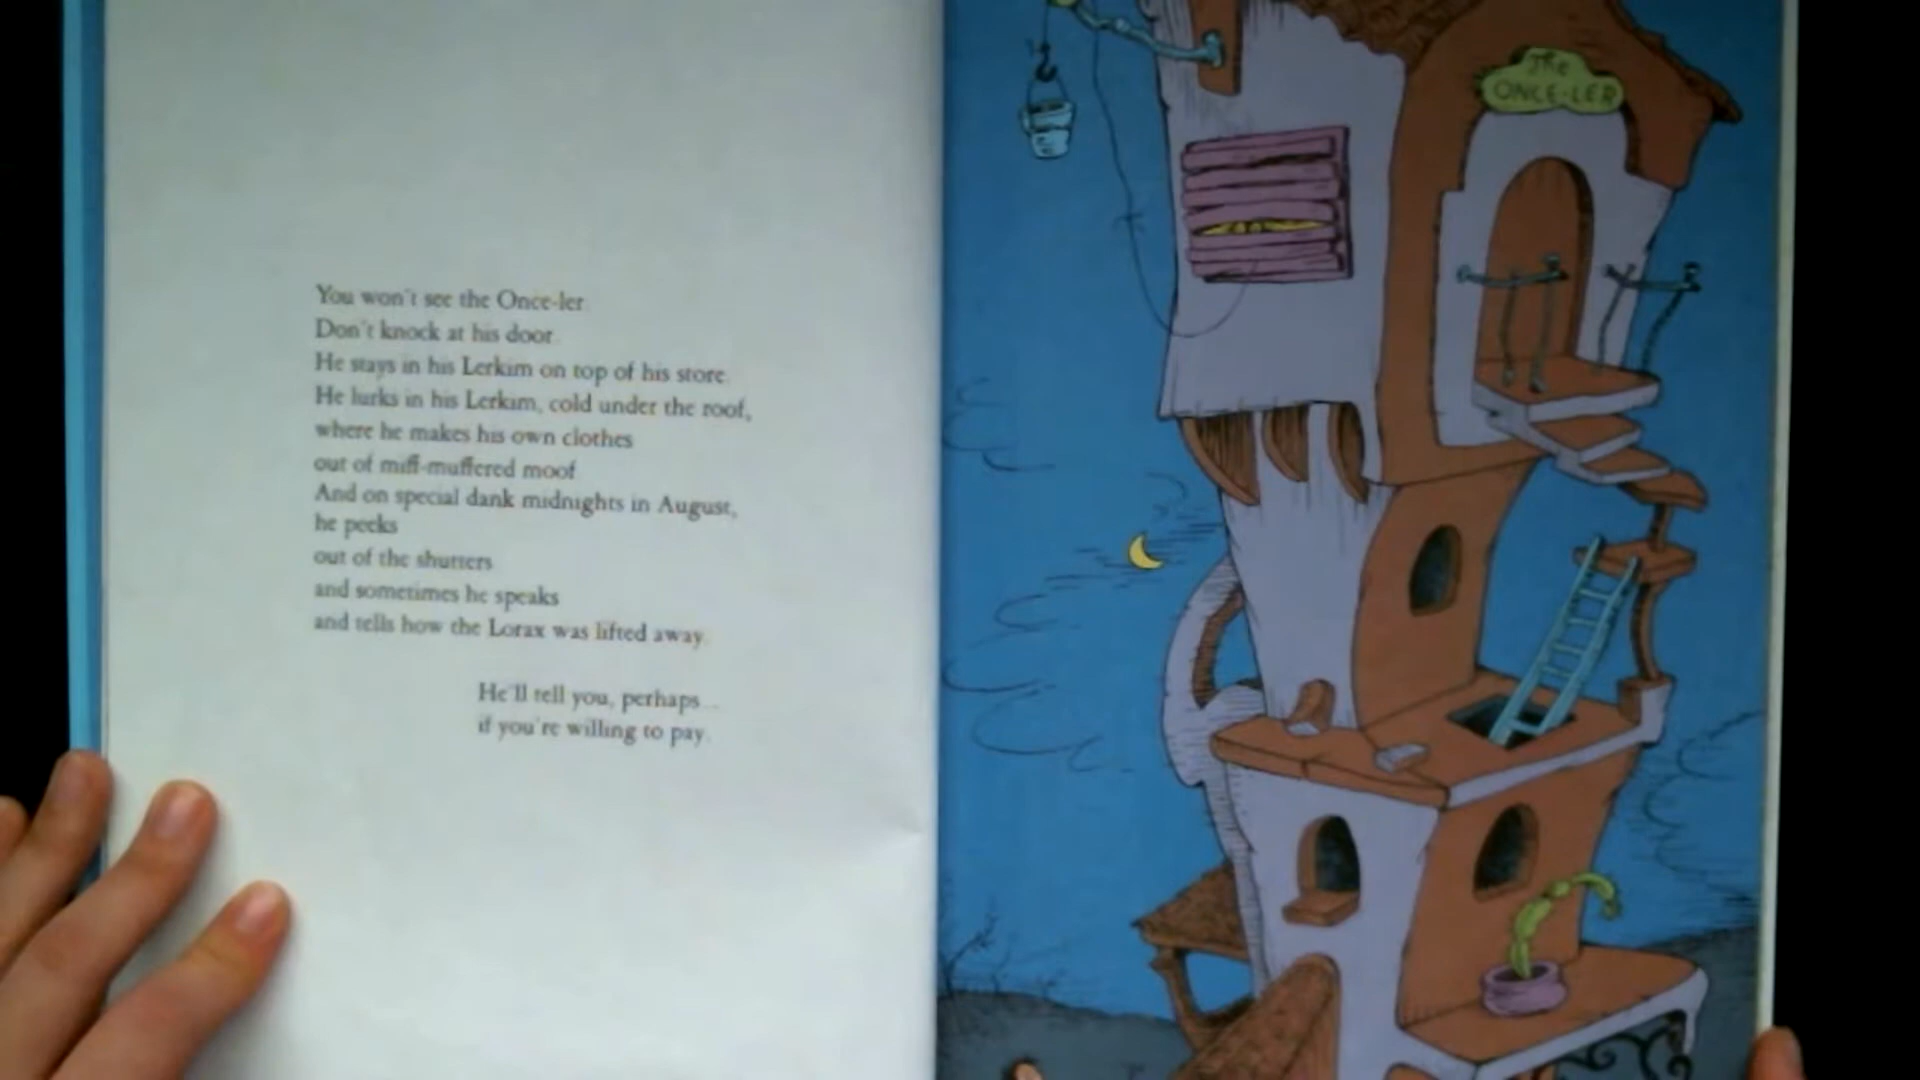 You won't see the Once-ler.
Don't knock at his door.
He stays in his Lerkim on top of his store.
He lurks in his Lerkim, cold under the roof,
where he makes his own clothes
out of miff-muffered moof.
And on special dank midnights in August,
he peeks
out of the shutters
and sometimes he speaks
and tells how the Lorax was lifted away.
He'll tell you, perhaps...
if you're willing to pay.
The
ONCE-LER